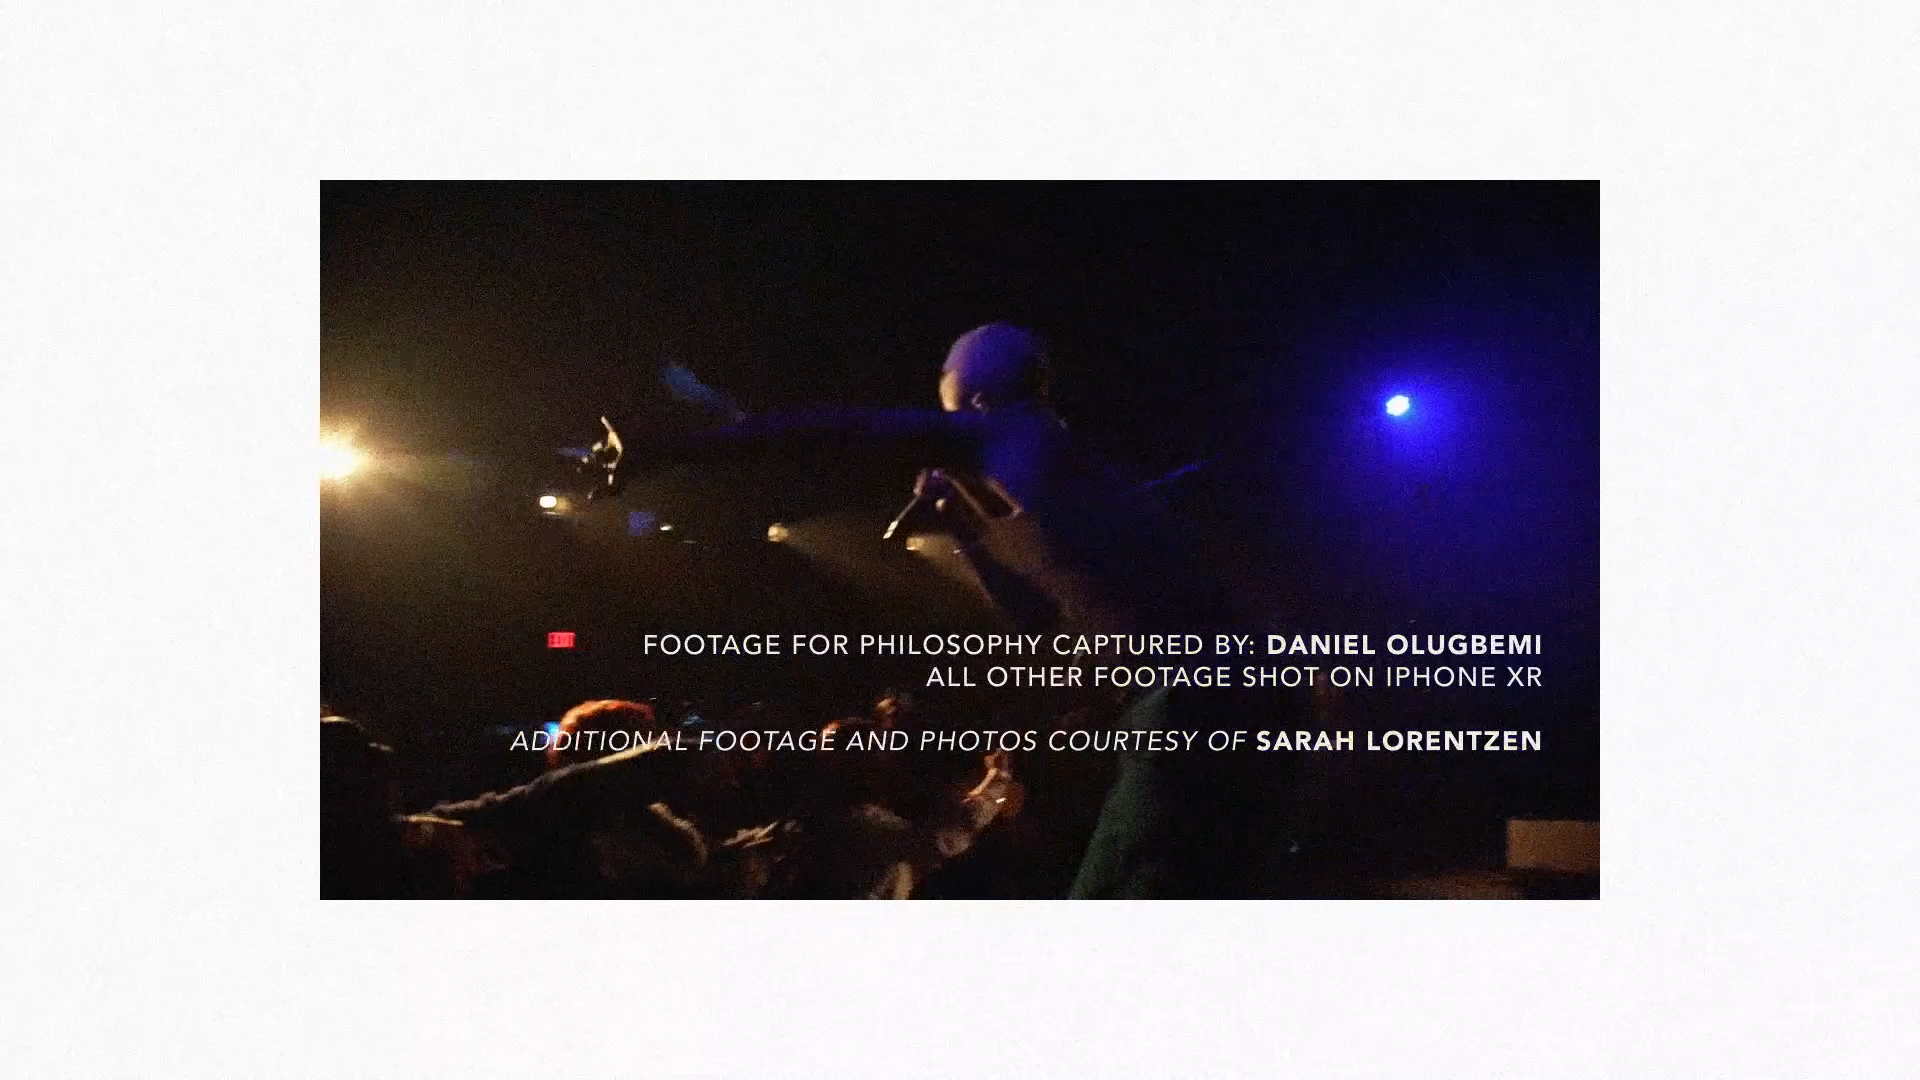 FOOTAGE FOR PHILOSOPHY CAPTURED BY: DANIEL OLUGBEMI
EXIT
ALL OTHER FOOTAGE SHOT ON IPHONE XR
ADDITIONAL FOOTAGE AND PHOTOS COURTESY OF SARAH LORENTZEN